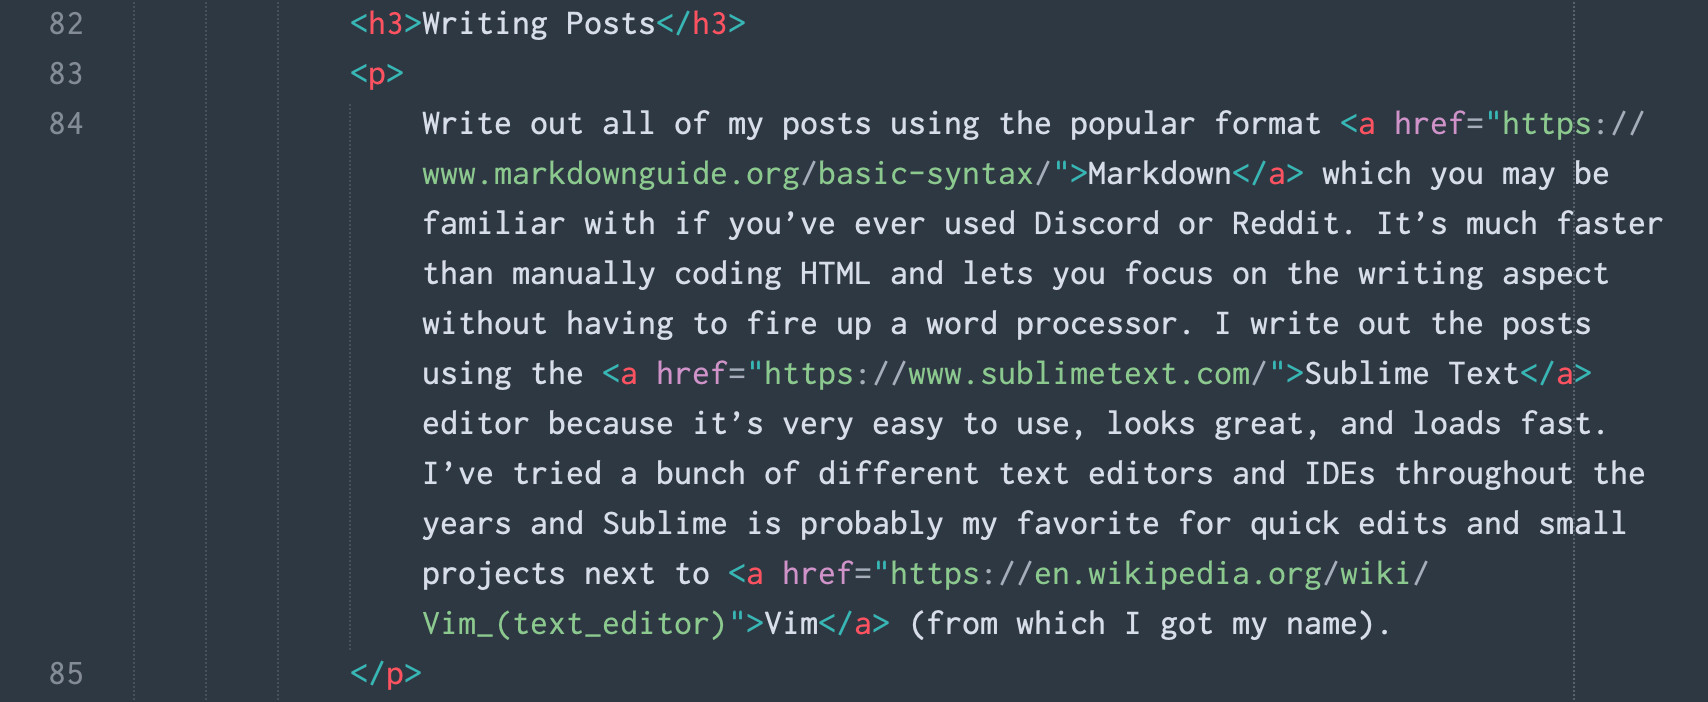 82 <h3>Writing Posts</h3>
83 <p>
84 Write out all of my posts using the popular format <a href="https://
www.markdownguide.org/basic-syntax/">Markdown</a> which you may be
familiar with if you’ve ever used Discord or Reddit. It’s much faster
than manually coding HTML and lets you focus on the writing aspect
without having to fire up a word processor. I write out the posts
using the <a href="https://www.sublimetext.com/">Sublime Text</a>
editor because it’s very easy to use, looks great, and loads fast.
I’ve tried a bunch of different text editors and IDEs throughout the
years and Sublime is probably my favorite for quick edits and small
projects next to <a href="https://en.wikipedia.org/wiki/
Vim_(text_editor)">Vim</a> (from which I got my name).
85 </p>